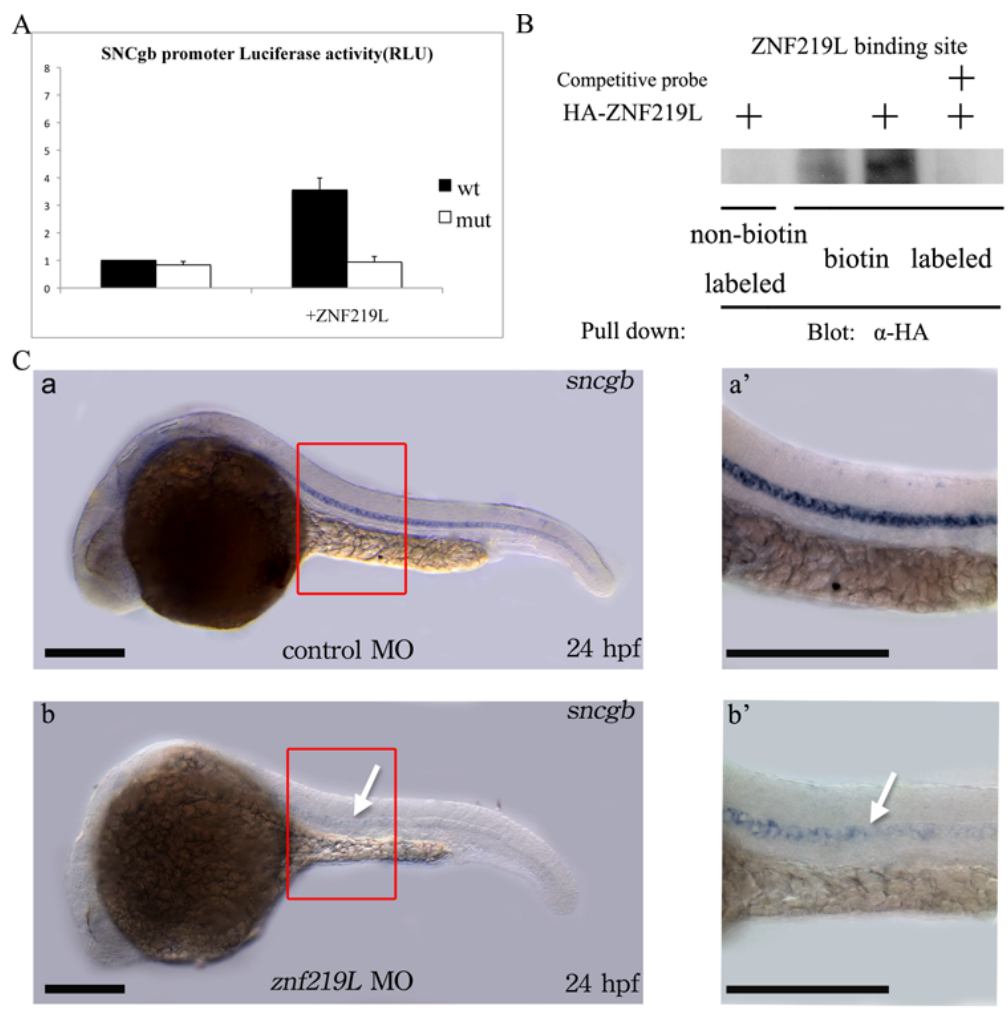 A
SNCgb promoter Luciferase activity(RLU)
8
7
6
5
4
3
2
1
0
wt
mut
+ZNF219L
B
ZNF219L binding site
Competitive probe +
HA-ZNF219L + + +
non-biotin
labeled
biotin labeled
Pull down: Blot: α-HA
C
a
sncgb
control MO
24 hpf
a’
b
sncgb
znf219L MO
24 hpf
b’